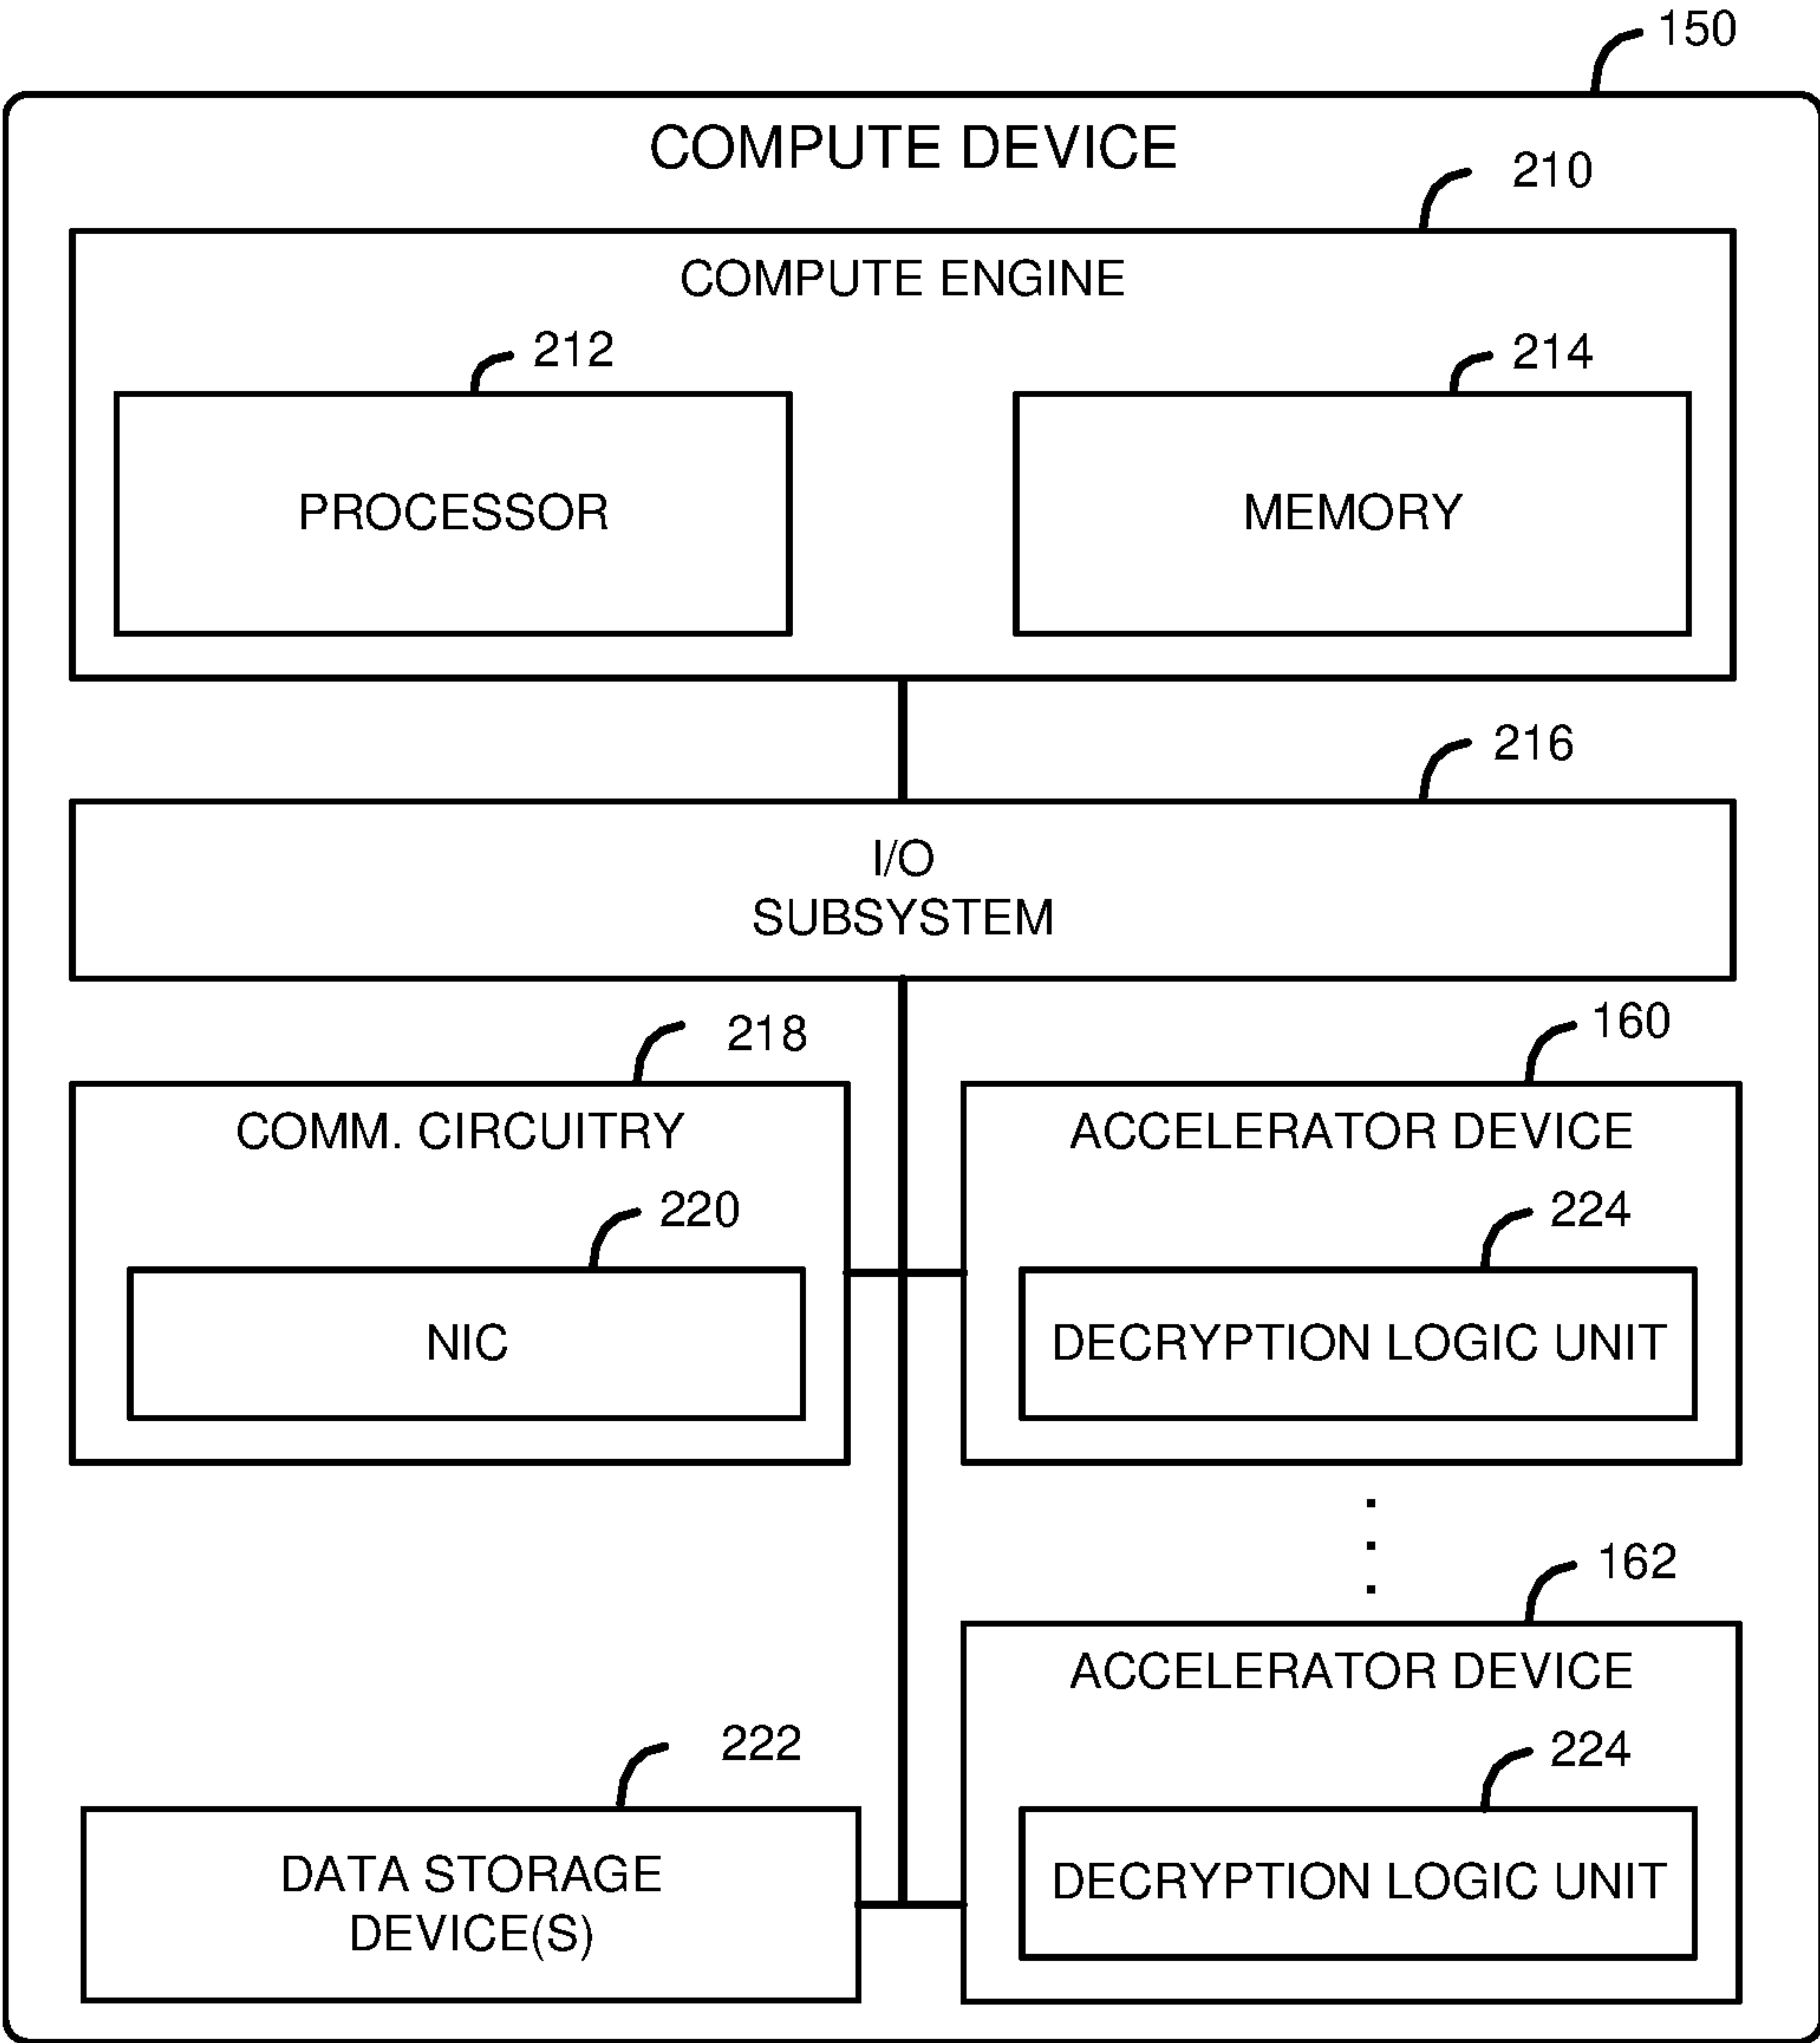 150
COMPUTE DEVICE
210
COMPUTE ENGINE
212
214
PROCESSOR
MEMORY
216
I/O
SUBSYSTEM
218
160
COMM. CIRCUITRY
ACCELERATOR DEVICE
220
224
NIC
DECRYPTION LOGIC UNIT
162
ACCELERATOR DEVICE
222
224
DATA STORAGE
DEVICE(S)
DECRYPTION LOGIC UNIT